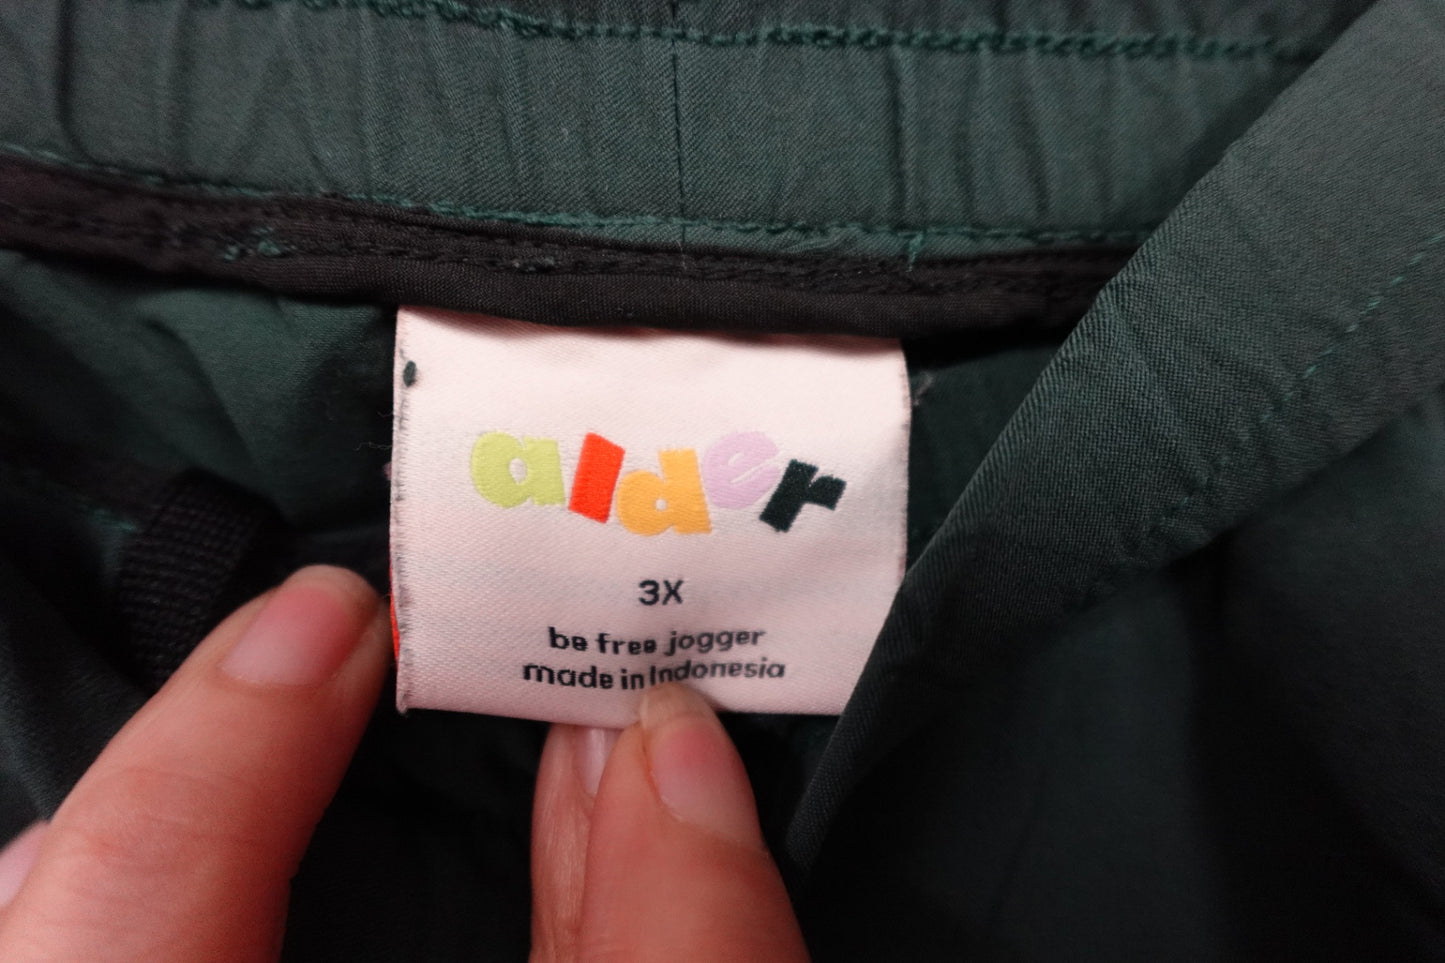 alder
3X
be free jogger
made in Indonesia